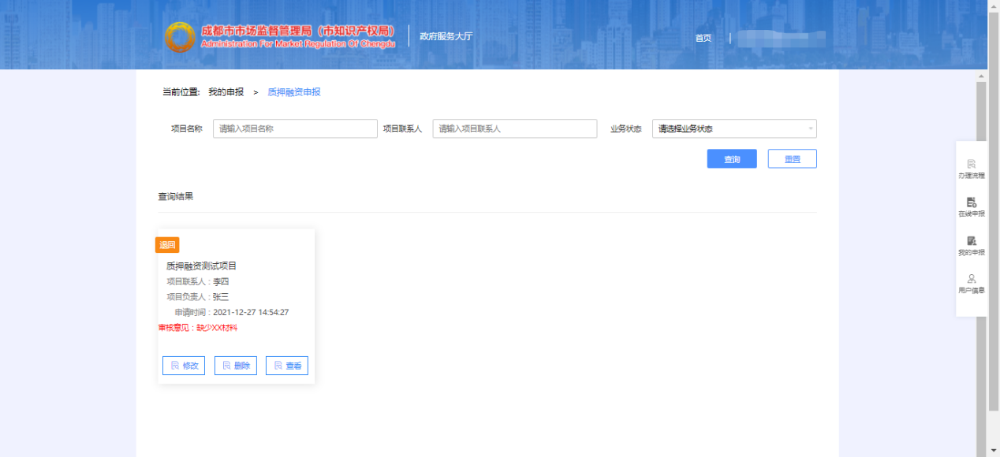 成都市市场监督管理局（市知识产权局）
Administration For Market Regulation Of Chengdu
政府服务大厅
首页
当前位置: 我的申报 > 质押融资申报
项目名称 请输入项目名称 项目联系人 请输入项目联系人 业务状态 请选择业务状态
查询 重置
查询结果
退回
质押融资测试项目
项目联系人：李四
项目负责人：张三
申请时间：2021-12-27 14:54:27
审核意见：缺少XX材料
修改 删除 查看
办理流程
在线申报
我的申报
用户信息